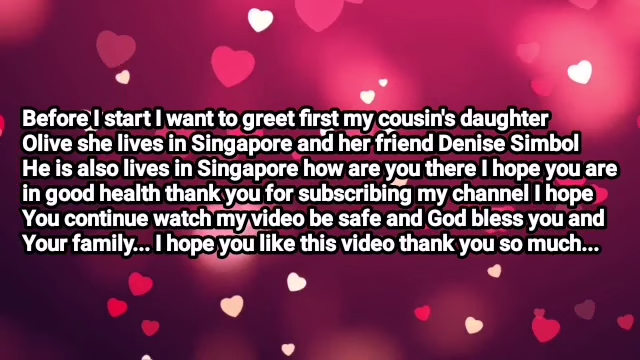 Before I start I want to greet first my cousin's daughter
Olive she lives in Singapore and her friend Denise Simbol
He is also lives in Singapore how are you there I hope you are
in good health thank you for subscribing my channel I hope
You continue watch my video be safe and God bless you and
Your family... I hope you like this video thank you so much...